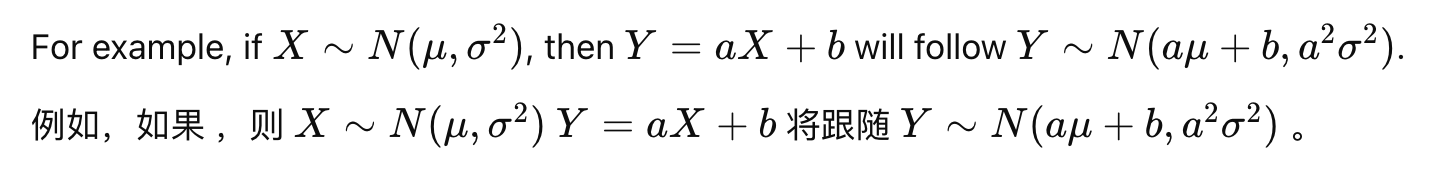 For example, if X ∼ N(μ, σ²), then Y = aX + b will follow Y ∼ N(aμ + b, a²σ²).
例如，如果 ，则 X ∼ N(μ, σ²) Y = aX + b 将跟随 Y ∼ N(aμ + b, a²σ²) 。